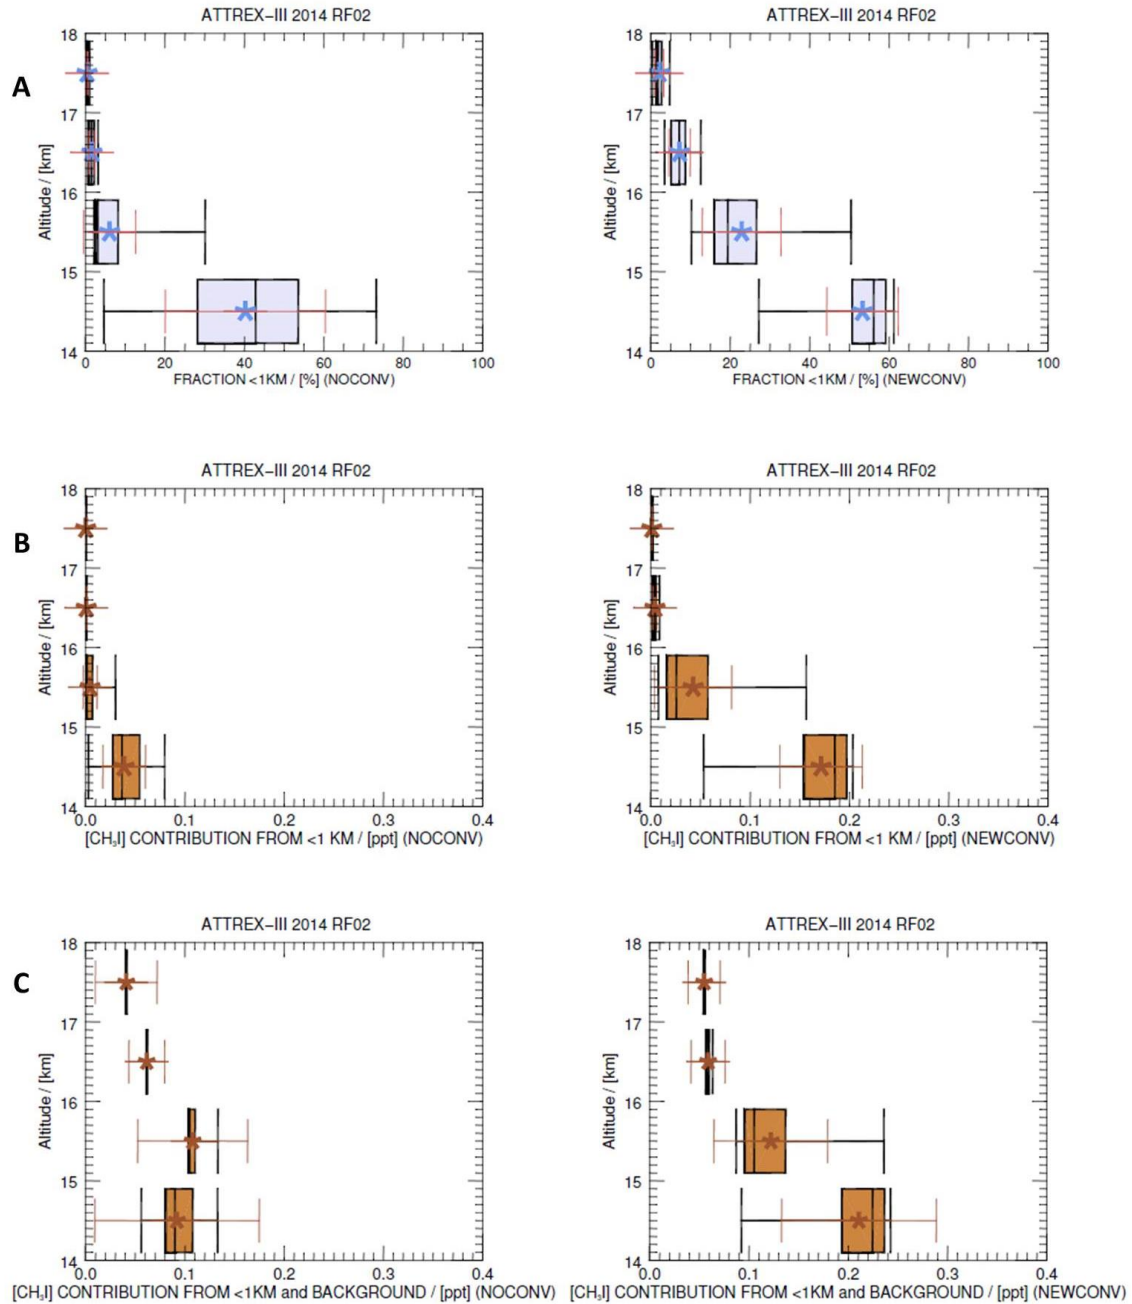 ATTREX-III 2014 RF02 ATTREX-III 2014 RF02
A
18 18
17 17
16 16
15 15
14 14
Altitude / [km] Altitude / [km]
0 20 40 60 80 100 0 20 40 60 80 100
FRACTION <1KM / [%] (NOCONV) FRACTION <1KM / [%] (NEWCONV)
ATTREX-III 2014 RF02 ATTREX-III 2014 RF02
B
18 18
17 17
16 16
15 15
14 14
Altitude / [km] Altitude / [km]
0.0 0.1 0.2 0.3 0.4 0.0 0.1 0.2 0.3 0.4
[CH₃I] CONTRIBUTION FROM <1 KM / [ppt] (NOCONV) [CH₃I] CONTRIBUTION FROM <1 KM / [ppt] (NEWCONV)
ATTREX-III 2014 RF02 ATTREX-III 2014 RF02
C
18 18
17 17
16 16
15 15
14 14
Altitude / [km] Altitude / [km]
0.0 0.1 0.2 0.3 0.4 0.0 0.1 0.2 0.3 0.4
[CH₃I] CONTRIBUTION FROM <1KM and BACKGROUND / [ppt] (NOCONV) [CH₃I] CONTRIBUTION FROM <1KM and BACKGROUND / [ppt] (NEWCONV)